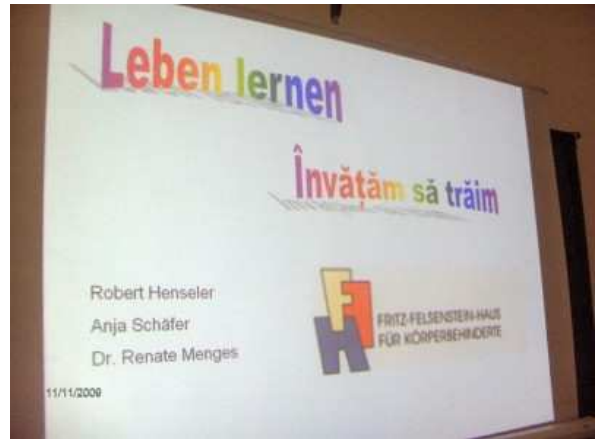 Leben lernen
Învățăm să trăim
Robert Henseler
Anja Schäfer
Dr. Renate Menges
FFH
FRITZ-FELSENSTEIN-HAUS
FÜR KÖRPERBEHINDERTE
11/11/2009